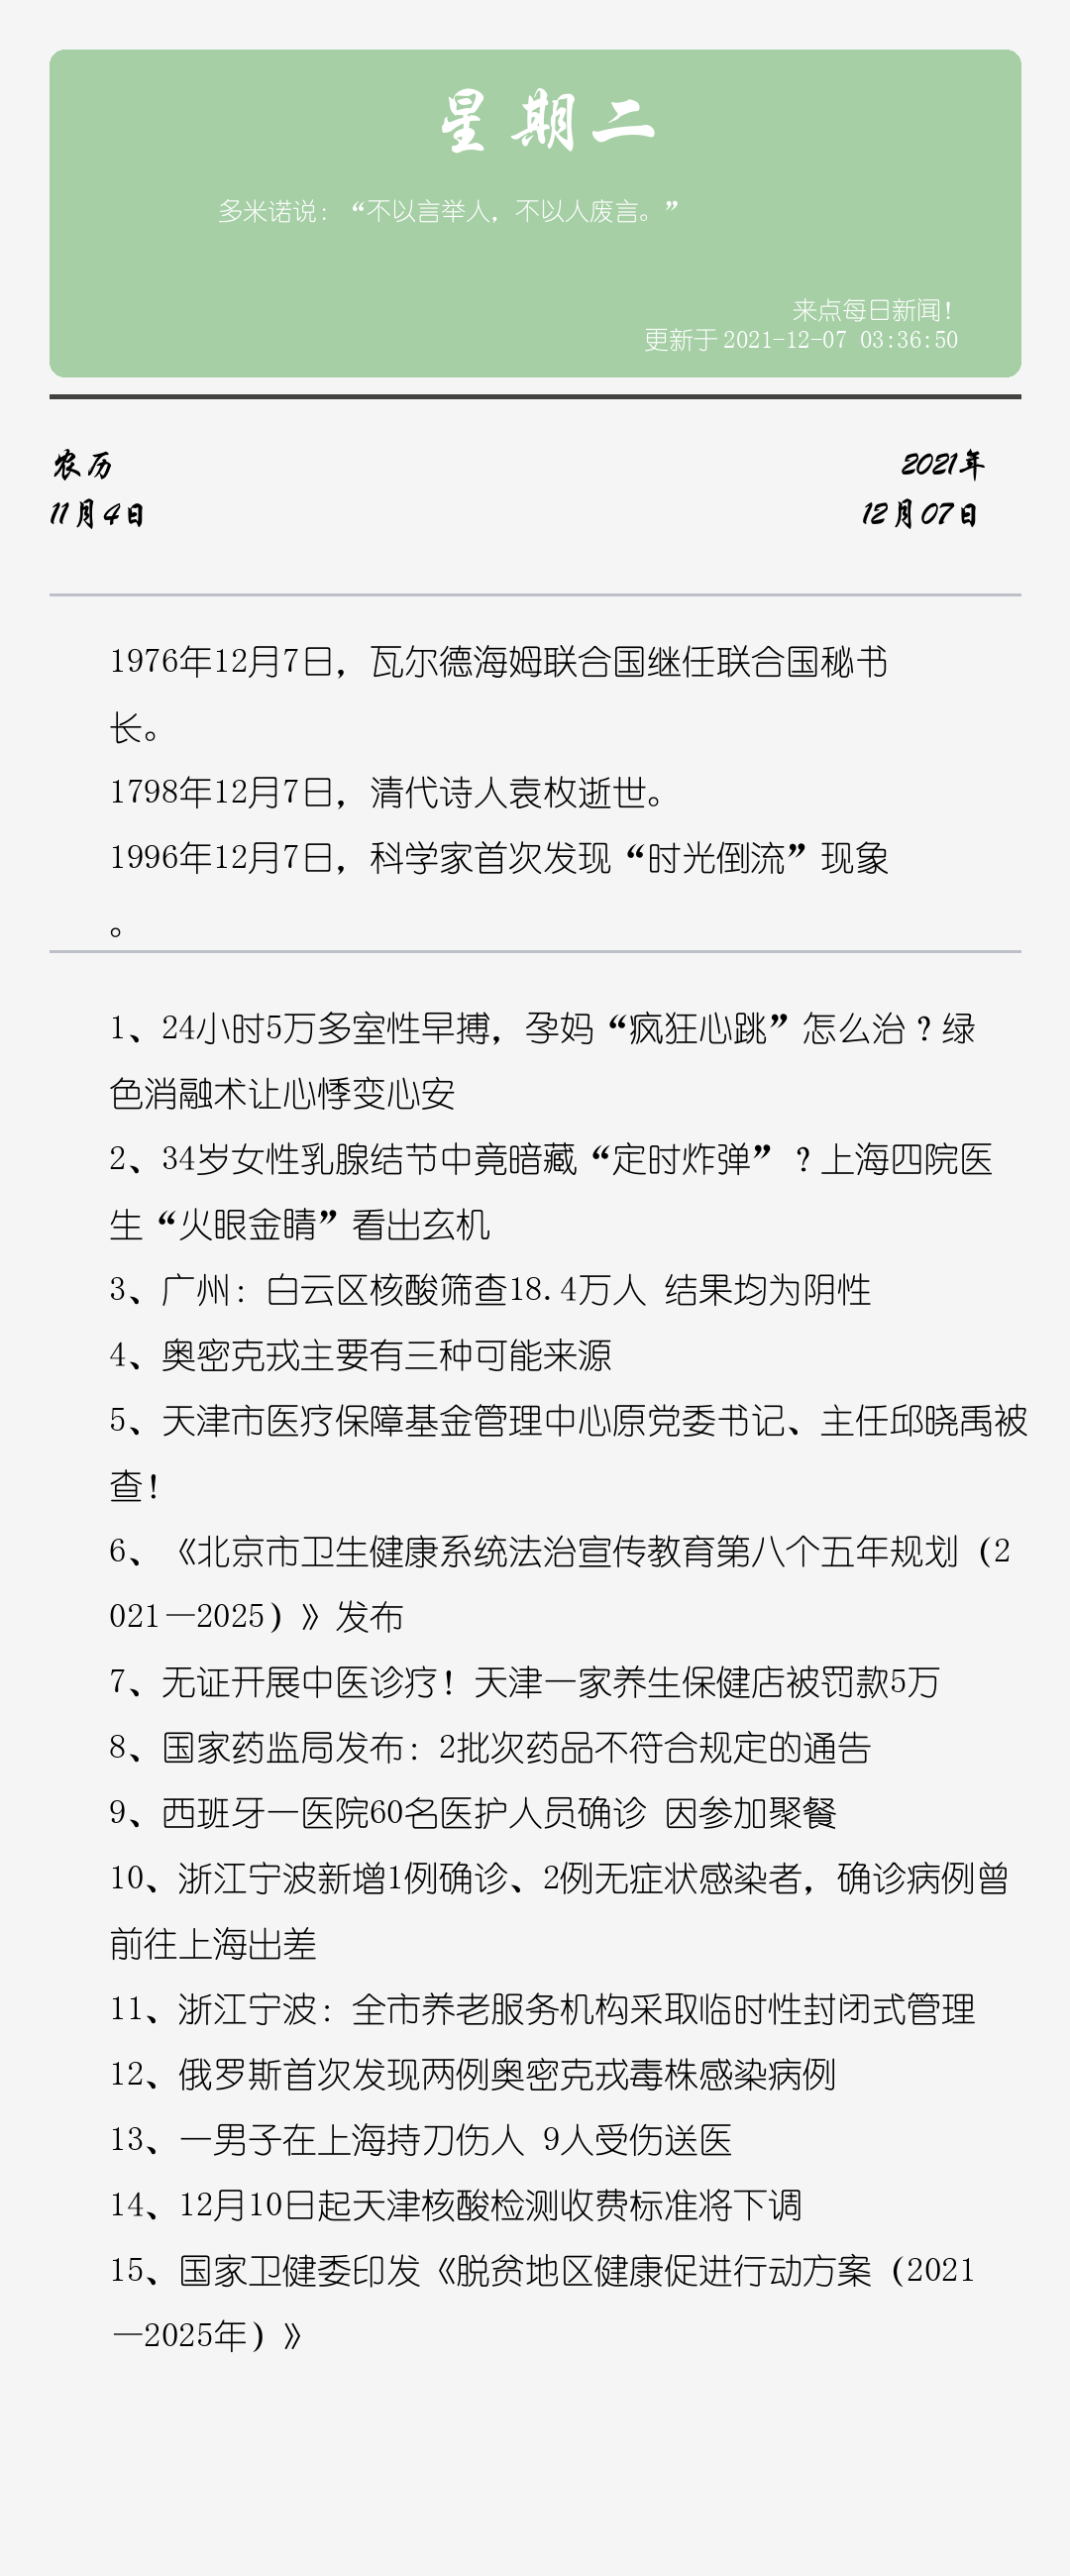 星期二
多米诺说：“不以言举人，不以人废言。”
来点每日新闻！
更新于 2021-12-07 03:36:50
农历
2021年
11月4日
12月07日
1976年12月7日，瓦尔德海姆联合国继任联合国秘书
长。
1798年12月7日，清代诗人袁枚逝世。
1996年12月7日，科学家首次发现“时光倒流”现象
。
1、24小时5万多室性早搏，孕妈“疯狂心跳”怎么治？绿
色消融术让心悸变心安
2、34岁女性乳腺结节中竟暗藏“定时炸弹”？上海四院医
生“火眼金睛”看出玄机
3、广州：白云区核酸筛查18.4万人 结果均为阴性
4、奥密克戎主要有三种可能来源
5、天津市医疗保障基金管理中心原党委书记、主任邱晓禹被
查！
6、《北京市卫生健康系统法治宣传教育第八个五年规划（2
021—2025）》发布
7、无证开展中医诊疗！天津一家养生保健店被罚款5万
8、国家药监局发布：2批次药品不符合规定的通告
9、西班牙一医院60名医护人员确诊 因参加聚餐
10、浙江宁波新增1例确诊、2例无症状感染者，确诊病例曾
前往上海出差
11、浙江宁波：全市养老服务机构采取临时性封闭式管理
12、俄罗斯首次发现两例奥密克戎毒株感染病例
13、一男子在上海持刀伤人 9人受伤送医
14、12月10日起天津核酸检测收费标准将下调
15、国家卫健委印发《脱贫地区健康促进行动方案（2021
—2025年）》